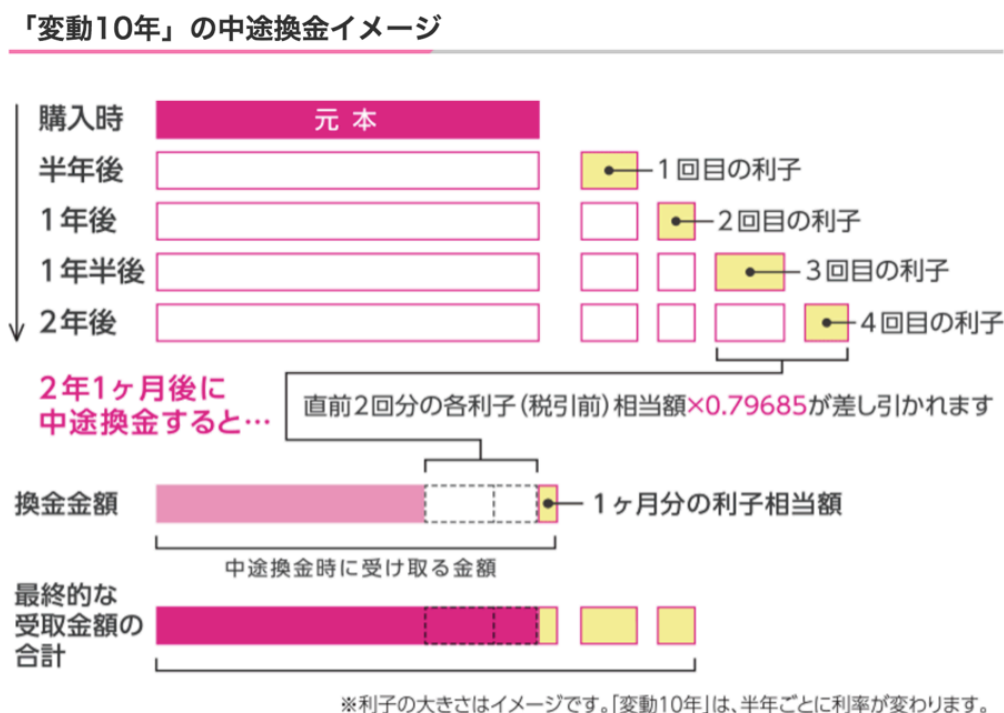 「変動10年」の中途換金イメージ
購入時
元 本
半年後
1回目の利子
1年後
2回目の利子
1年半後
3回目の利子
2年後
4回目の利子
2年1ヶ月後に
中途換金すると…
直前2回分の各利子(税引前)相当額×0.79685が差し引かれます
換金金額
1ヶ月分の利子相当額
中途換金時に受け取る金額
最終的な
受取金額の
合計
※利子の大きさはイメージです。「変動10年」は、半年ごとに利率が変わります。